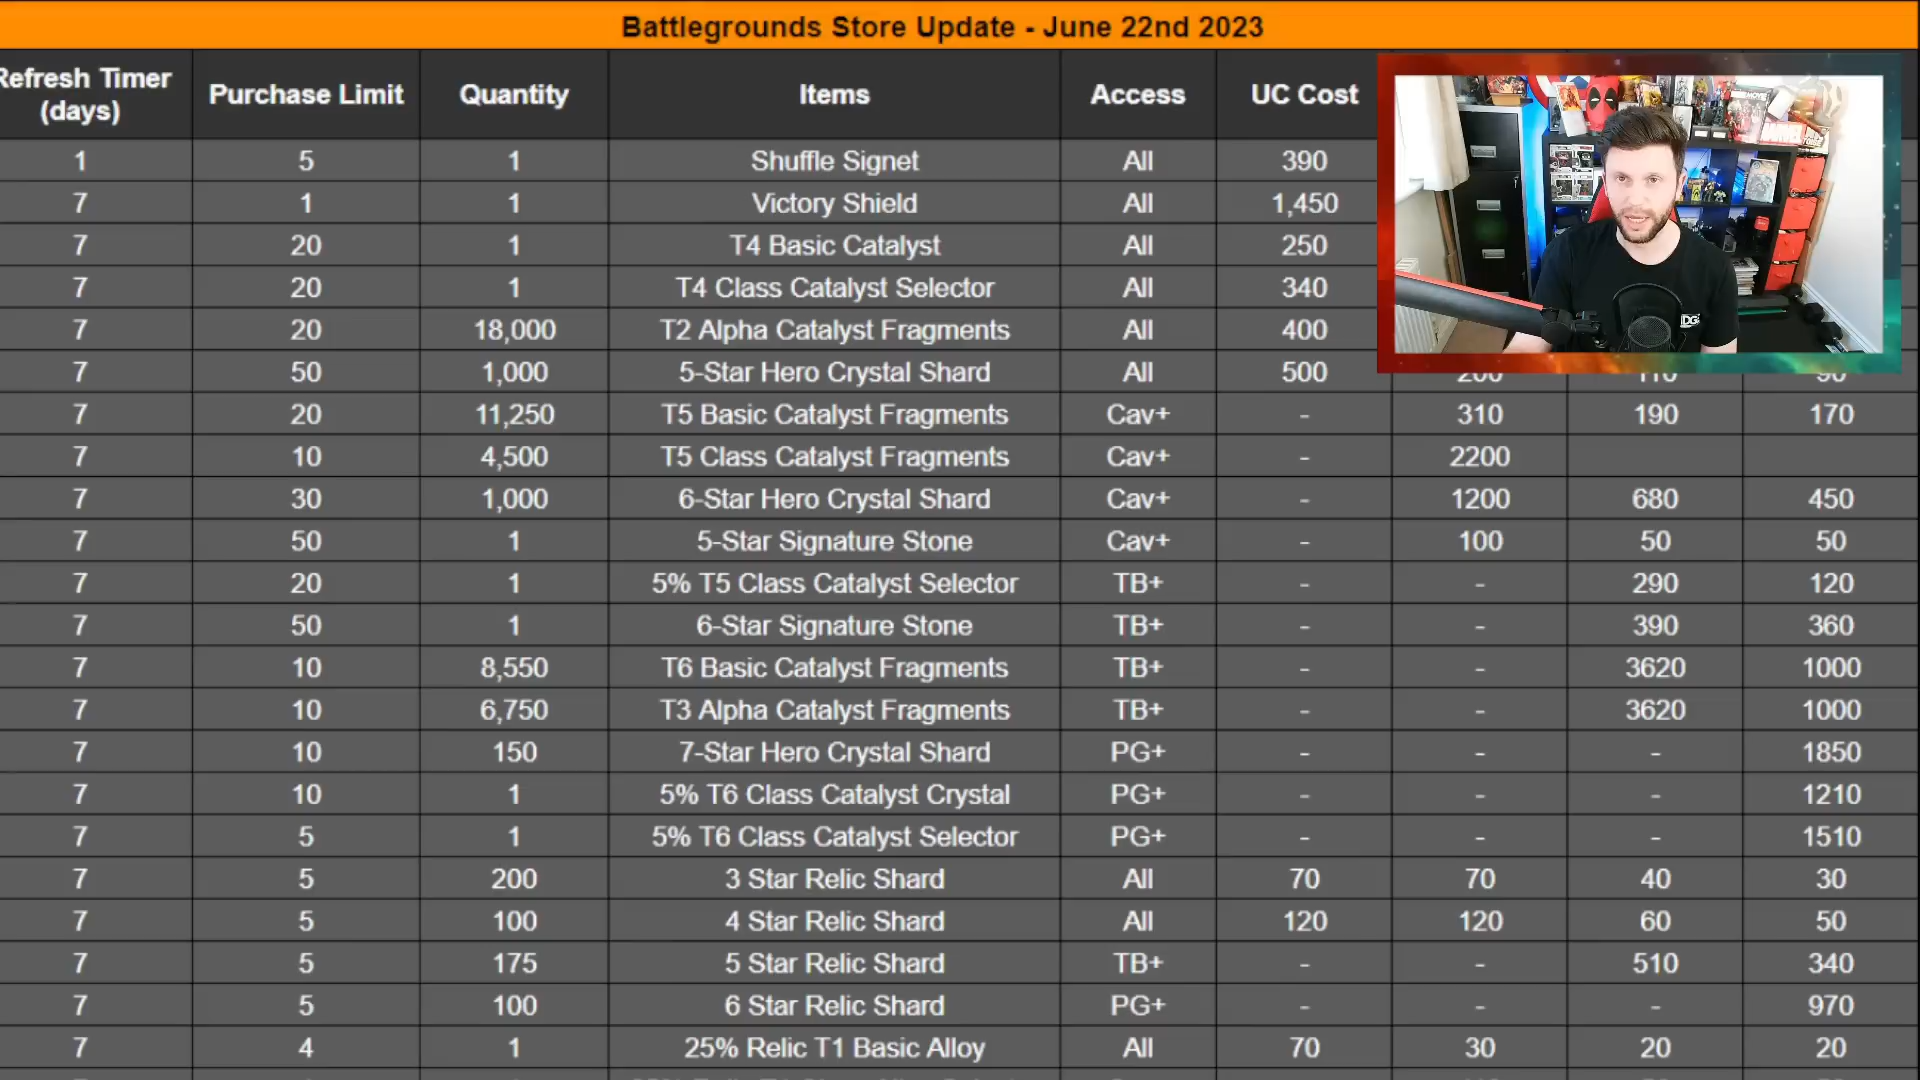 Battlegrounds Store Update - June 22nd 2023
Refresh Timer (days) Purchase Limit Quantity Items Access UC Cost
1 5 1 Shuffle Signet All 390
7 1 1 Victory Shield All 1,450
7 20 1 T4 Basic Catalyst All 250
7 20 1 T4 Class Catalyst Selector All 340
7 20 18,000 T2 Alpha Catalyst Fragments All 400
7 50 1,000 5-Star Hero Crystal Shard All 500
7 20 11,250 T5 Basic Catalyst Fragments Cav+ - 310 190 170
7 10 4,500 T5 Class Catalyst Fragments Cav+ - 2200
7 30 1,000 6-Star Hero Crystal Shard Cav+ - 1200 680 450
7 50 1 5-Star Signature Stone Cav+ - 100 50 50
7 20 1 5% T5 Class Catalyst Selector TB+ - - 290 120
7 50 1 6-Star Signature Stone TB+ - - 390 360
7 10 8,550 T6 Basic Catalyst Fragments TB+ - - 3620 1000
7 10 6,750 T3 Alpha Catalyst Fragments TB+ - - 3620 1000
7 10 150 7-Star Hero Crystal Shard PG+ - - - 1850
7 10 1 5% T6 Class Catalyst Crystal PG+ - - - 1210
7 5 1 5% T6 Class Catalyst Selector PG+ - - - 1510
7 5 200 3 Star Relic Shard All 70 70 40 30
7 5 100 4 Star Relic Shard All 120 120 60 50
7 5 175 5 Star Relic Shard TB+ - - 510 340
7 5 100 6 Star Relic Shard PG+ - - - 970
7 4 1 25% Relic T1 Basic Alloy All 70 30 20 20